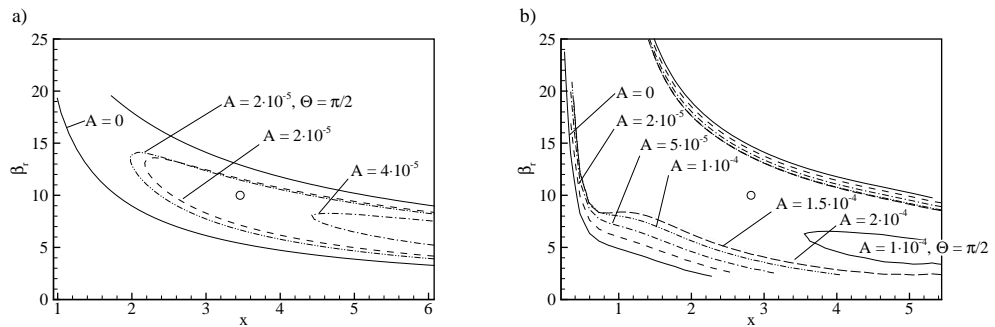 a)
25
20
15
10
5
0
βr
1
2
3
4
5
6
x
A = 0
A = 2·10⁻⁵, Θ = π/2
A = 2·10⁻⁵
A = 4·10⁻⁵
b)
25
20
15
10
5
0
βr
1
2
3
4
5
x
A = 0
A = 2·10⁻⁵
A = 5·10⁻⁵
A = 1·10⁻⁴
A = 1.5·10⁻⁴
A = 2·10⁻⁴
A = 1·10⁻⁴, Θ = π/2